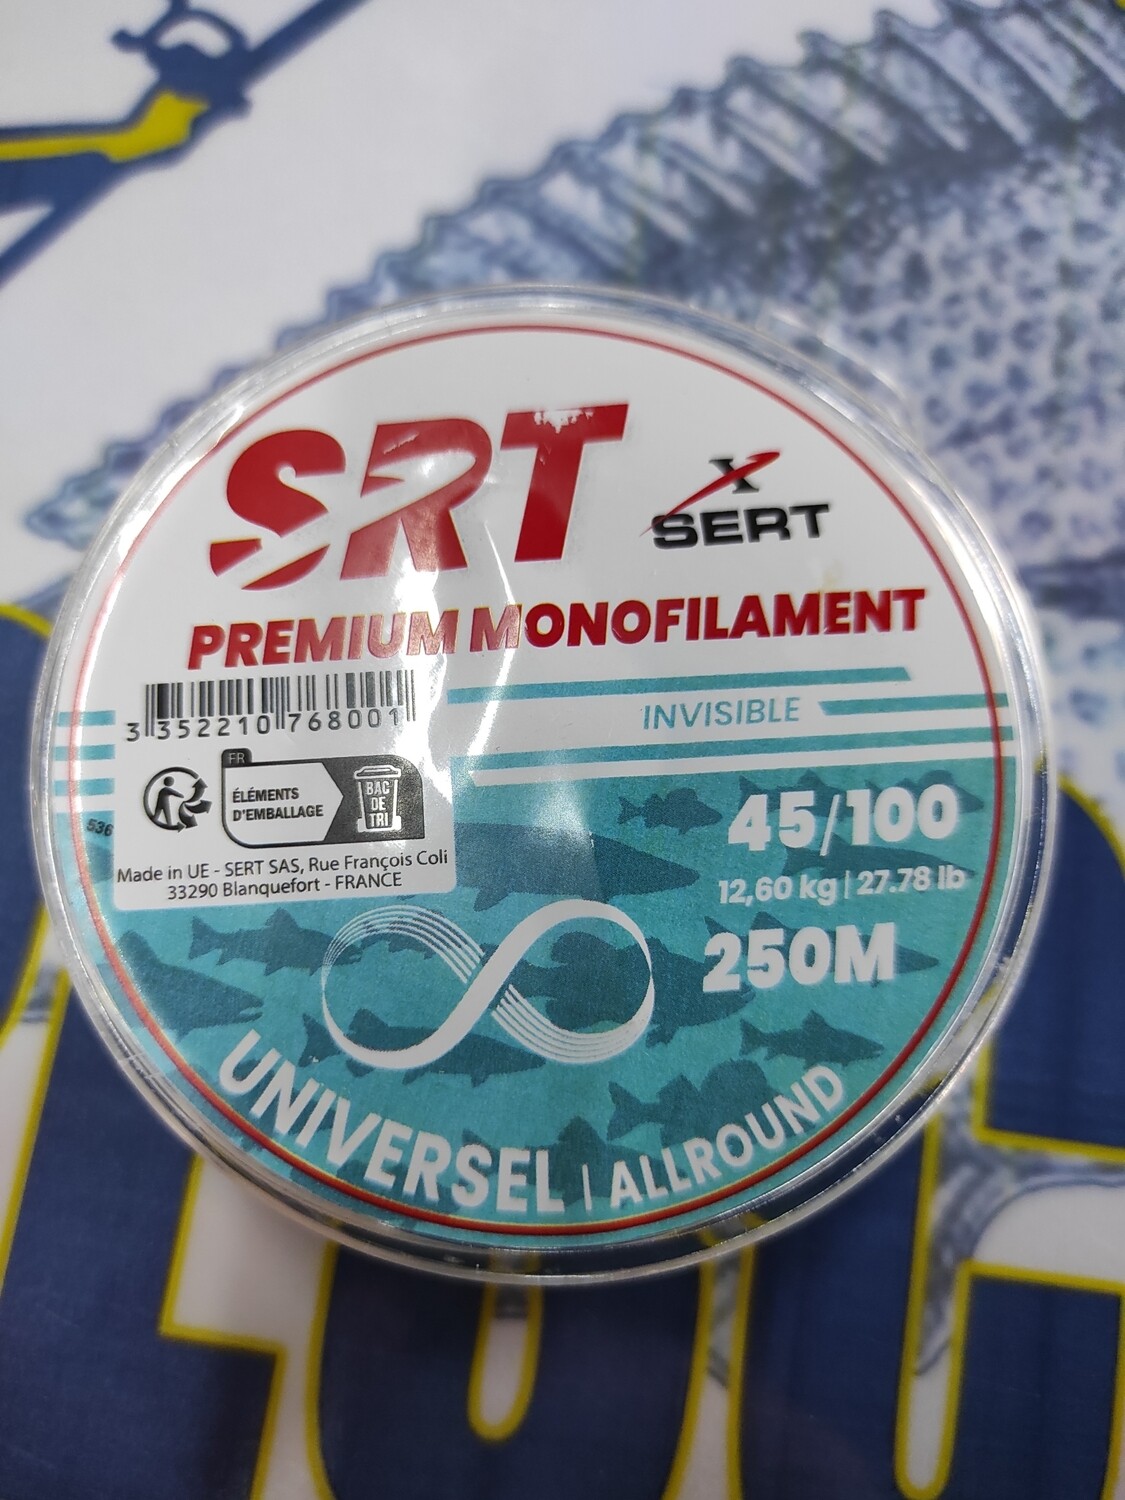 SRT
SERT
PREMIUM MONOFILAMENT
INVISIBLE
3 352210 768001
FR
ÉLÉMENTS
D'EMBALLAGE
BAC
DE
TRI
536
Made in UE - SERT SAS, Rue François Coli
33290 Blanquefort - FRANCE
45/100
12,60 kg | 27.78 lb
250M
UNIVERSEL | ALLROUND